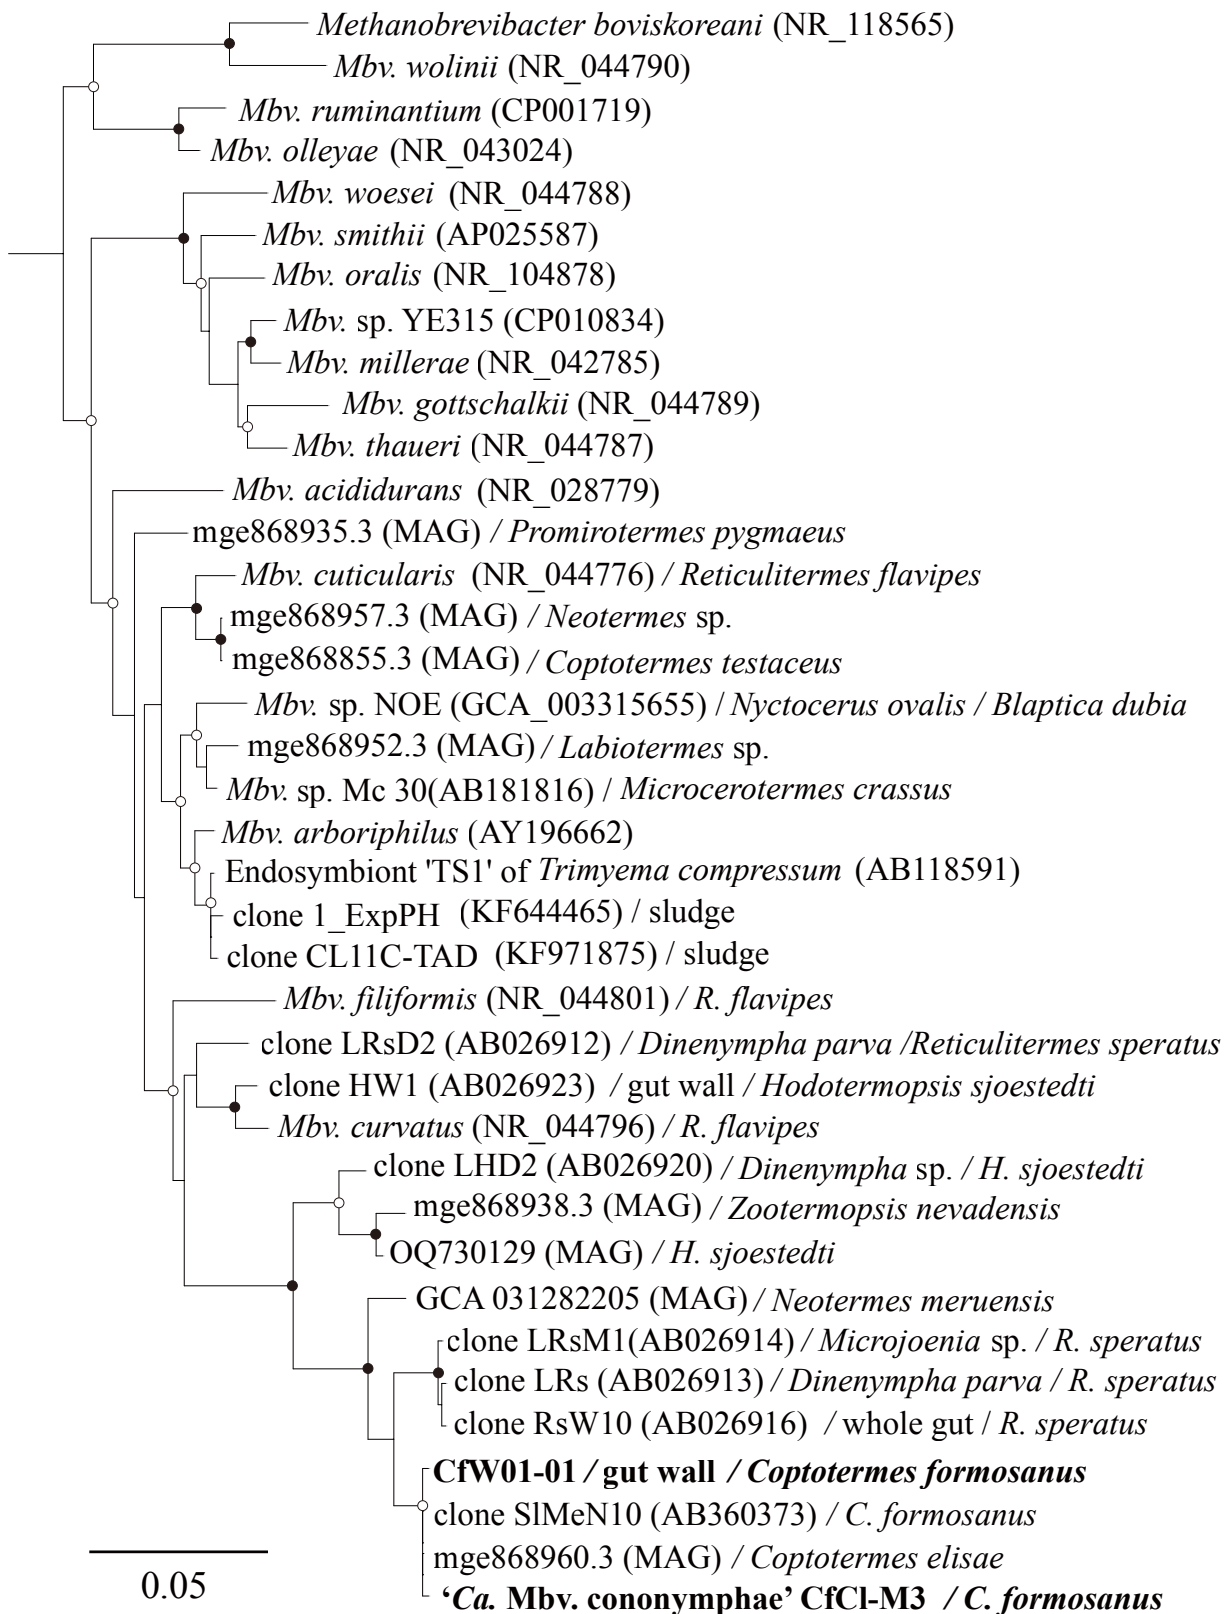 Methanobrevibacter boviskoreani (NR_118565)
Mbv. wolinii (NR_044790)
Mbv. ruminantium (CP001719)
Mbv. olleyae (NR_043024)
Mbv. woesei (NR_044788)
Mbv. smithii (AP025587)
Mbv. oralis (NR_104878)
Mbv. sp. YE315 (CP010834)
Mbv. millerae (NR_042785)
Mbv. gottschalkii (NR_044789)
Mbv. thaueri (NR_044787)
Mbv. acididurans (NR_028779)
mge868935.3 (MAG) / Promirotermes pygmaeus
Mbv. cuticularis (NR_044776) / Reticulitermes flavipes
mge868957.3 (MAG) / Neotermes sp.
mge868855.3 (MAG) / Coptotermes testaceus
Mbv. sp. NOE (GCA_003315655) / Nyctocerus ovalis / Blaptica dubia
mge868952.3 (MAG) / Labiotermes sp.
Mbv. sp. Mc 30(AB181816) / Microcerotermes crassus
Mbv. arboriphilus (AY196662)
Endosymbiont 'TS1' of Trimyema compressum (AB118591)
clone 1_ExpPH (KF644465) / sludge
clone CL11C-TAD (KF971875) / sludge
Mbv. filiformis (NR_044801) / R. flavipes
clone LRsD2 (AB026912) / Dinenympha parva /Reticulitermes speratus
clone HW1 (AB026923) / gut wall / Hodotermopsis sjoestedti
Mbv. curvatus (NR_044796) / R. flavipes
clone LHD2 (AB026920) / Dinenympha sp. / H. sjoestedti
mge868938.3 (MAG) / Zootermopsis nevadensis
OQ730129 (MAG) / H. sjoestedti
GCA 031282205 (MAG) / Neotermes meruensis
clone LRsM1(AB026914) / Microjoenia sp. / R. speratus
clone LRs (AB026913) / Dinenympha parva / R. speratus
clone RsW10 (AB026916) / whole gut / R. speratus
CfW01-01 / gut wall / Coptotermes formosanus
clone SlMeN10 (AB360373) / C. formosanus
mge868960.3 (MAG) / Coptotermes elisae
‘Ca. Mbv. cononymphae’ CfCl-M3 / C. formosanus
0.05